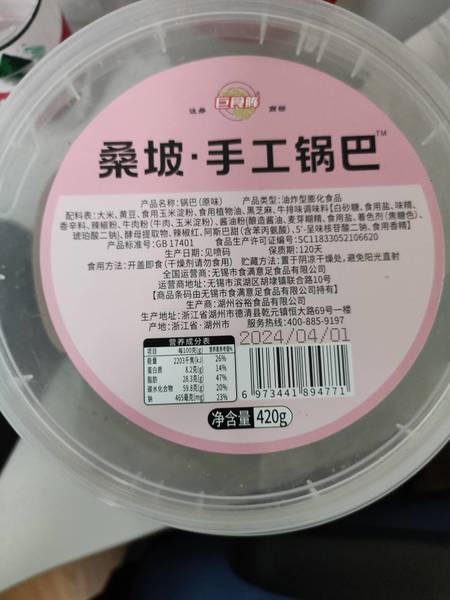 巨食腾
桑坡·手工锅巴™
产品名称:锅巴(原味) 产品类型:油炸型膨化食品
配料表:大米、黄豆、食用玉米淀粉、食用植物油、黑芝麻、牛排味调味料【白砂糖、食用盐、味精、
香辛料、辣椒粉、牛肉粉(牛肉、玉米淀粉)、酱油粉(酿造酱油、麦芽糊精、食用盐、着色剂(焦糖色)、
琥珀酸二钠)、酵母提取物、辣椒红、阿斯巴甜(含苯丙氨酸)、5'-呈味核苷酸二钠、食用香精】
产品标准号:GB 17401 食品生产许可证编号:SC11833052106620
生产日期:见喷码 保质期:120天
食用方法:开盖即食(干燥剂请勿食用) 贮藏方法:置于阴凉干燥处,避免阳光直射
全国运营商:无锡市食满意足食品有限公司
运营商地址:无锡市滨湖区胡埭镇联合路10号
【商品条码由无锡市食满意足食品有限公司持有】
生产商:湖州谷裕食品有限公司
生产地址:浙江省湖州市德清县乾元镇恒大路69号一楼
产地:浙江省·湖州市 服务热线:400-885-9197
2024/04/01
营养成分表
项目 每100克(g) 营养素参考值%
能量 2203千焦(kJ) 26%
蛋白质 8.2克(g) 14%
脂肪 28.3克(g) 47%
碳水化合物 59.8克(g) 20%
钠 465毫克(mg) 23%
6 973441 894771
净含量 420g